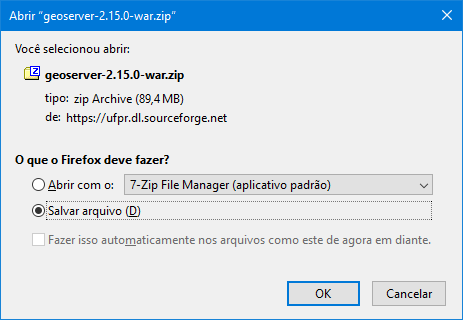 Abrir "geoserver-2.15.0-war.zip"
Você selecionou abrir:
geoserver-2.15.0-war.zip
tipo: zip Archive (89,4 MB)
de: https://ufpr.dl.sourceforge.net
O que o Firefox deve fazer?
Abrir com o: 7-Zip File Manager (aplicativo padrão)
Salvar arquivo (D)
Fazer isso automaticamente nos arquivos como este de agora em diante.
OK Cancelar